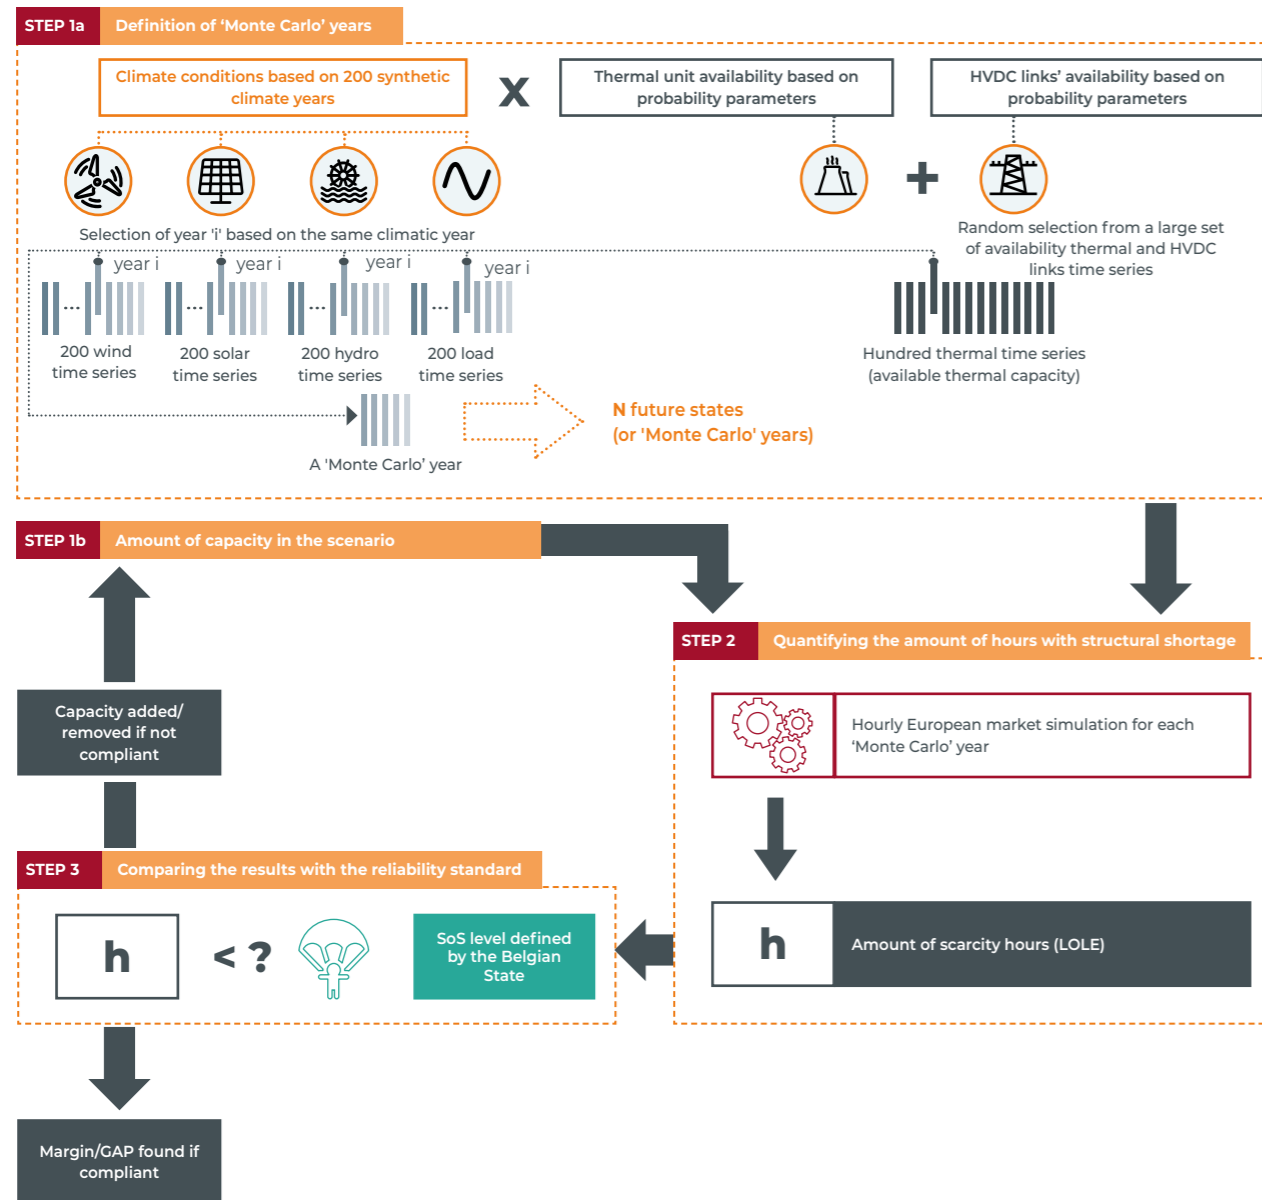 STEP 1a
Definition of ‘Monte Carlo’ years
Climate conditions based on 200 synthetic
climate years
X
Thermal unit availability based on
probability parameters
HVDC links’ availability based on
probability parameters
+
Selection of year 'i' based on the same climatic year
Random selection from a large set
of availability thermal and HVDC
links time series
year i
year i
year i
year i
...
...
...
...
200 wind
time series
200 solar
time series
200 hydro
time series
200 load
time series
Hundred thermal time series
(available thermal capacity)
N future states
(or 'Monte Carlo' years)
A 'Monte Carlo’ year
STEP 1b
Amount of capacity in the scenario
STEP 2
Quantifying the amount of hours with structural shortage
Capacity added/
removed if not
compliant
Hourly European market simulation for each
‘Monte Carlo’ year
STEP 3
Comparing the results with the reliability standard
h
< ?
SoS level defined
by the Belgian
State
h
Amount of scarcity hours (LOLE)
Margin/GAP found if
compliant